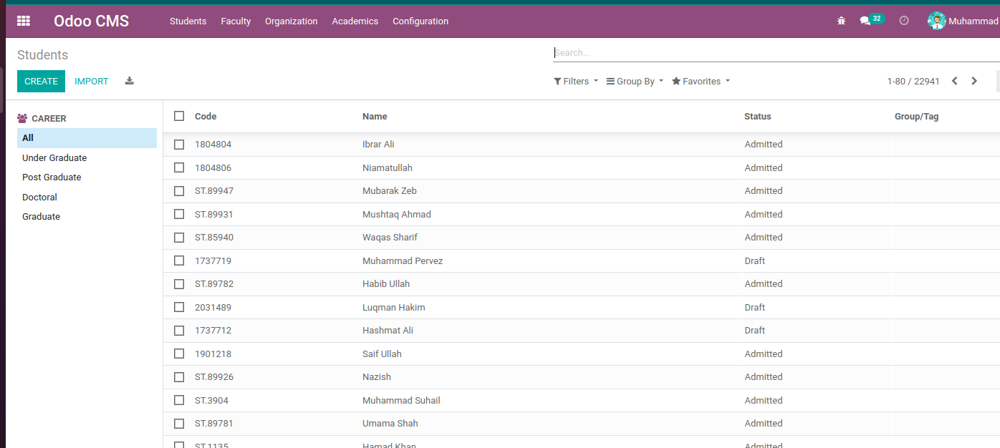 Odoo CMS Students Faculty Organization Academics Configuration 32 Muhammad
Students Search...
CREATE IMPORT Filters Group By Favorites 1-80 / 22941
CAREER
All
Under Graduate
Post Graduate
Doctoral
Graduate
Code Name Status Group/Tag
1804804 Ibrar Ali Admitted
1804806 Niamatullah Admitted
ST.89947 Mubarak Zeb Admitted
ST.89931 Mushtaq Ahmad Admitted
ST.85940 Waqas Sharif Admitted
1737719 Muhammad Pervez Draft
ST.89782 Habib Ullah Admitted
2031489 Luqman Hakim Draft
1737712 Hashmat Ali Draft
1901218 Saif Ullah Admitted
ST.89926 Nazish Admitted
ST.3904 Muhammad Suhail Admitted
ST.89781 Umama Shah Admitted
ST.1135 Hamad Khan Admitted